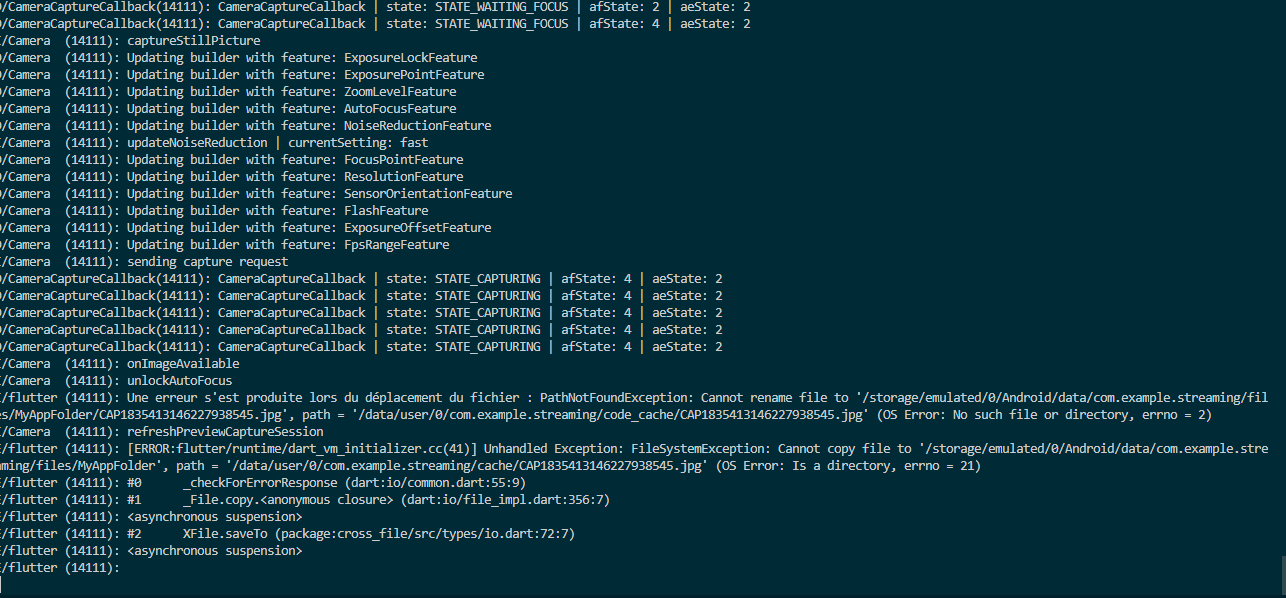 /CameraCaptureCallback(14111): CameraCaptureCallback | state: STATE_WAITING_FOCUS | afState: 2 | aeState: 2
/CameraCaptureCallback(14111): CameraCaptureCallback | state: STATE_WAITING_FOCUS | afState: 4 | aeState: 2
/Camera  (14111): captureStillPicture
/Camera  (14111): Updating builder with feature: ExposureLockFeature
/Camera  (14111): Updating builder with feature: ExposurePointFeature
/Camera  (14111): Updating builder with feature: ZoomLevelFeature
/Camera  (14111): Updating builder with feature: AutoFocusFeature
/Camera  (14111): Updating builder with feature: NoiseReductionFeature
/Camera  (14111): updateNoiseReduction | currentSetting: fast
/Camera  (14111): Updating builder with feature: FocusPointFeature
/Camera  (14111): Updating builder with feature: ResolutionFeature
/Camera  (14111): Updating builder with feature: SensorOrientationFeature
/Camera  (14111): Updating builder with feature: FlashFeature
/Camera  (14111): Updating builder with feature: ExposureOffsetFeature
/Camera  (14111): Updating builder with feature: FpsRangeFeature
/Camera  (14111): sending capture request
/CameraCaptureCallback(14111): CameraCaptureCallback | state: STATE_CAPTURING | afState: 4 | aeState: 2
/CameraCaptureCallback(14111): CameraCaptureCallback | state: STATE_CAPTURING | afState: 4 | aeState: 2
/CameraCaptureCallback(14111): CameraCaptureCallback | state: STATE_CAPTURING | afState: 4 | aeState: 2
/CameraCaptureCallback(14111): CameraCaptureCallback | state: STATE_CAPTURING | afState: 4 | aeState: 2
/CameraCaptureCallback(14111): CameraCaptureCallback | state: STATE_CAPTURING | afState: 4 | aeState: 2
/Camera  (14111): onImageAvailable
/Camera  (14111): unlockAutoFocus
/flutter (14111): Une erreur s'est produite lors du déplacement du fichier : PathNotFoundException: Cannot rename file to '/storage/emulated/0/Android/data/com.example.streaming/fil
es/MyAppFolder/CAP1835413146227938545.jpg', path = '/data/user/0/com.example.streaming/code_cache/CAP1835413146227938545.jpg' (OS Error: No such file or directory, errno = 2)
/Camera  (14111): refreshPreviewCaptureSession
/flutter (14111): [ERROR:flutter/runtime/dart_vm_initializer.cc(41)] Unhandled Exception: FileSystemException: Cannot copy file to '/storage/emulated/0/Android/data/com.example.stre
aming/files/MyAppFolder', path = '/data/user/0/com.example.streaming/cache/CAP1835413146227938545.jpg' (OS Error: Is a directory, errno = 21)
/flutter (14111): #0      _checkForErrorResponse (dart:io/common.dart:55:9)
/flutter (14111): #1      _File.copy.<anonymous closure> (dart:io/file_impl.dart:356:7)
/flutter (14111): <asynchronous suspension>
/flutter (14111): #2      XFile.saveTo (package:cross_file/src/types/io.dart:72:7)
/flutter (14111): <asynchronous suspension>
/flutter (14111):